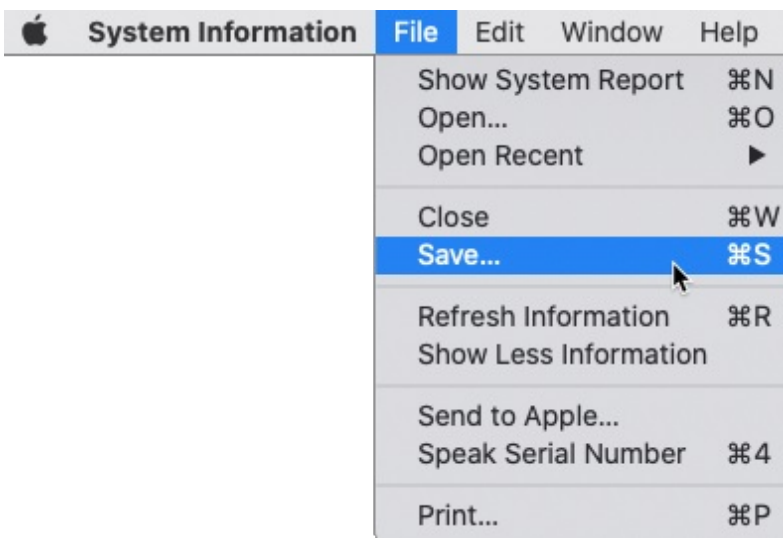 System Information File Edit Window Help
Show System Report ⌘N
Open... ⌘O
Open Recent ▶
Close ⌘W
Save... ⌘S
Refresh Information ⌘R
Show Less Information
Send to Apple...
Speak Serial Number ⌘4
Print... ⌘P